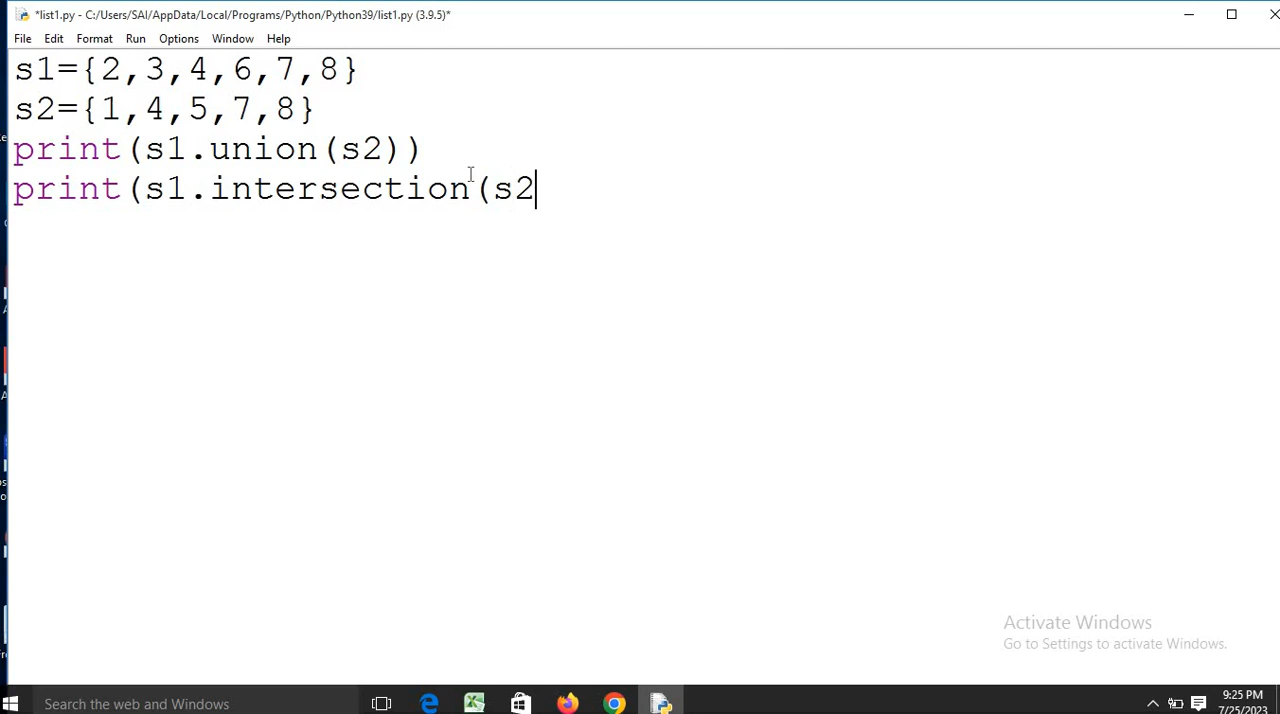 *list1.py - C:/Users/SAI/AppData/Local/Programs/Python/Python39/list1.py (3.9.5)*
File Edit Format Run Options Window Help
s1={2,3,4,6,7,8}
s2={1,4,5,7,8}
print(s1.union(s2))
print(s1.intersection(s2
Activate Windows
Go to Settings to activate Windows.
Search the web and Windows
9:25 PM
7/25/2023